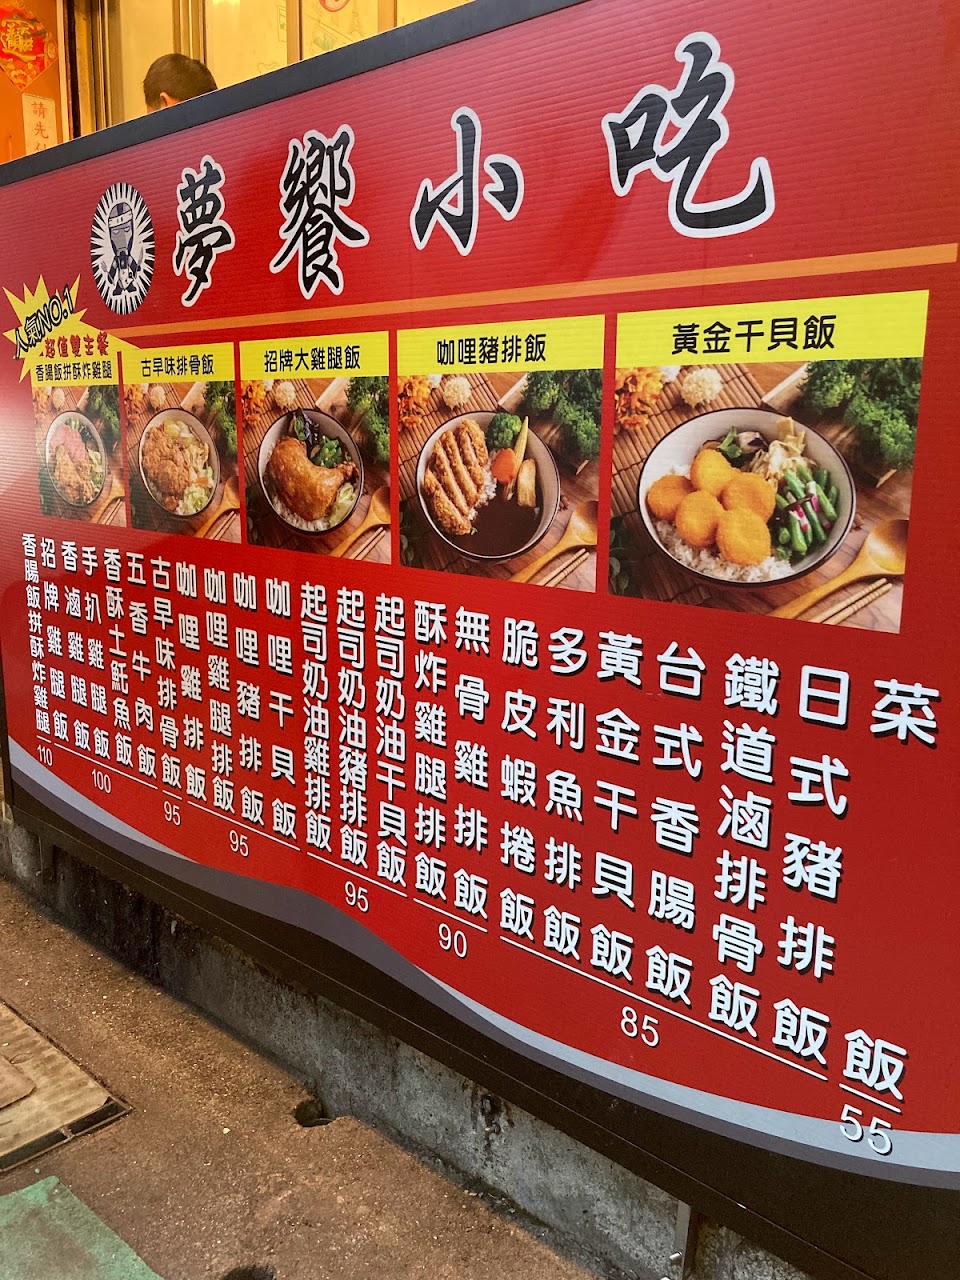 請先付
夢饗小吃
人氣NO.1
超值雙主餐
香腸飯拼酥炸雞腿
古早味排骨飯
招牌大雞腿飯
咖哩豬排飯
黃金干貝飯
香腸飯拼酥炸雞腿
110
招牌雞腿飯
香滷雞腿飯
手扒雞腿飯
香酥土魠魚飯
100
五香牛肉飯
古早味排骨飯
95
咖哩雞排飯
咖哩雞腿排飯
咖哩豬排飯
咖哩干貝飯
95
起司奶油雞排飯
起司奶油豬排飯
起司奶油干貝飯
95
酥炸雞腿排飯
無骨雞排飯
90
脆皮蝦捲飯
多利魚排飯
黃金干貝飯
台式香腸飯
鐵道滷排骨飯
日式豬排飯
85
菜飯
55